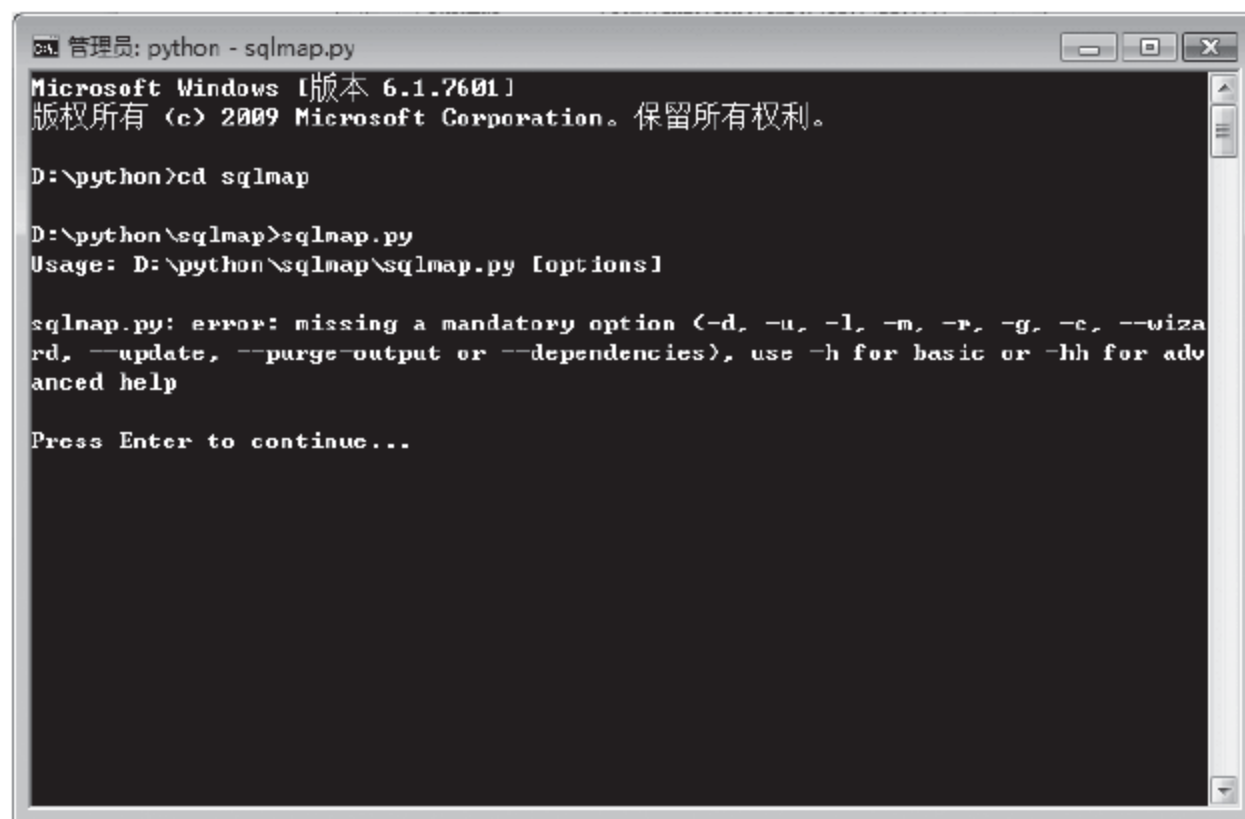 管理员: python - sqlmap.py
Microsoft Windows [版本 6.1.7601]
版权所有 (c) 2009 Microsoft Corporation。保留所有权利。
D:\python>cd sqlmap
D:\python\sqlmap>sqlmap.py
Usage: D:\python\sqlmap\sqlmap.py [options]
sqlmap.py: error: missing a mandatory option (-d, -u, -l, -m, -r, -g, -c, --wiza
rd, --update, --purge-output or --dependencies), use -h for basic or -hh for adv
anced help
Press Enter to continue...